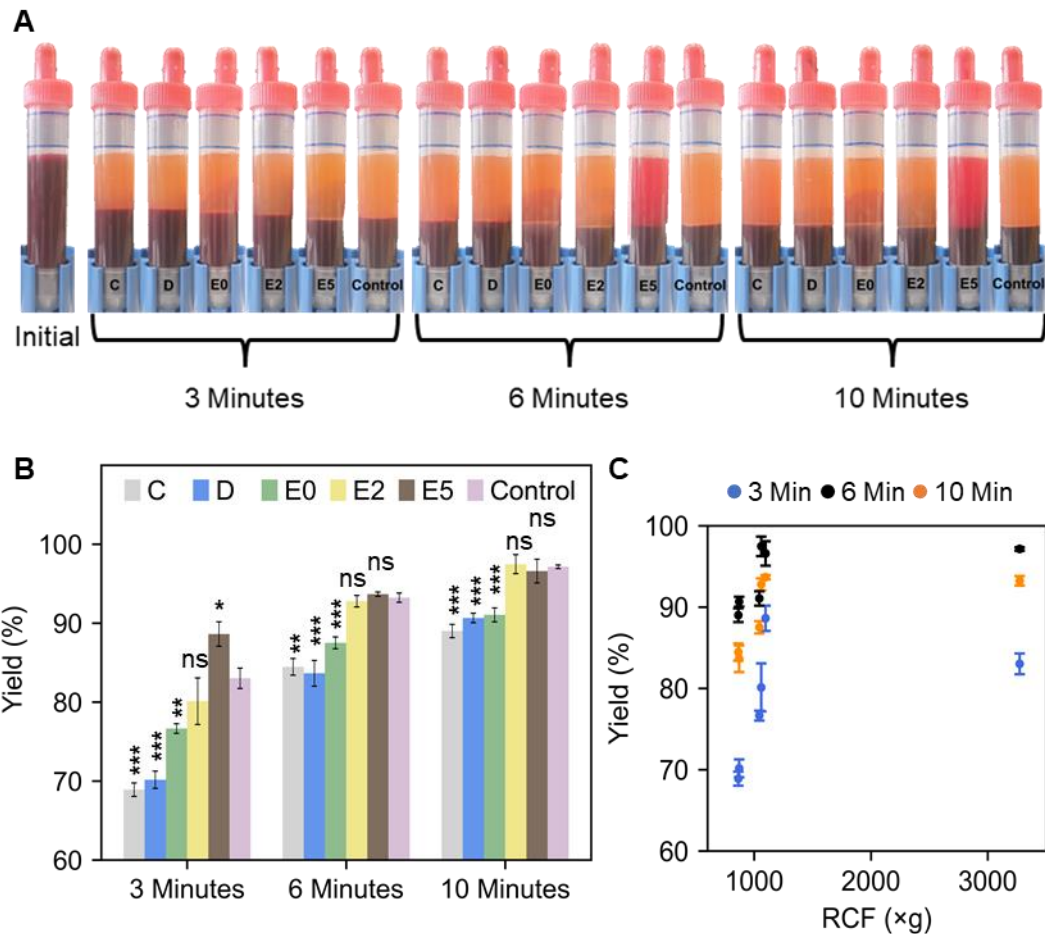 A
C D E0 E2 E5 Control C D E0 E2 E5 Control C D E0 E2 E5 Control
Initial
3 Minutes 6 Minutes 10 Minutes
B
C D E0 E2 E5 Control
Yield (%)
100
90
80
70
60
*** *** ** ns * ** *** *** ns ns *** *** *** ns ns
3 Minutes 6 Minutes 10 Minutes
C
3 Min 6 Min 10 Min
Yield (%)
100
90
80
70
60
1000 2000 3000
RCF (×g)